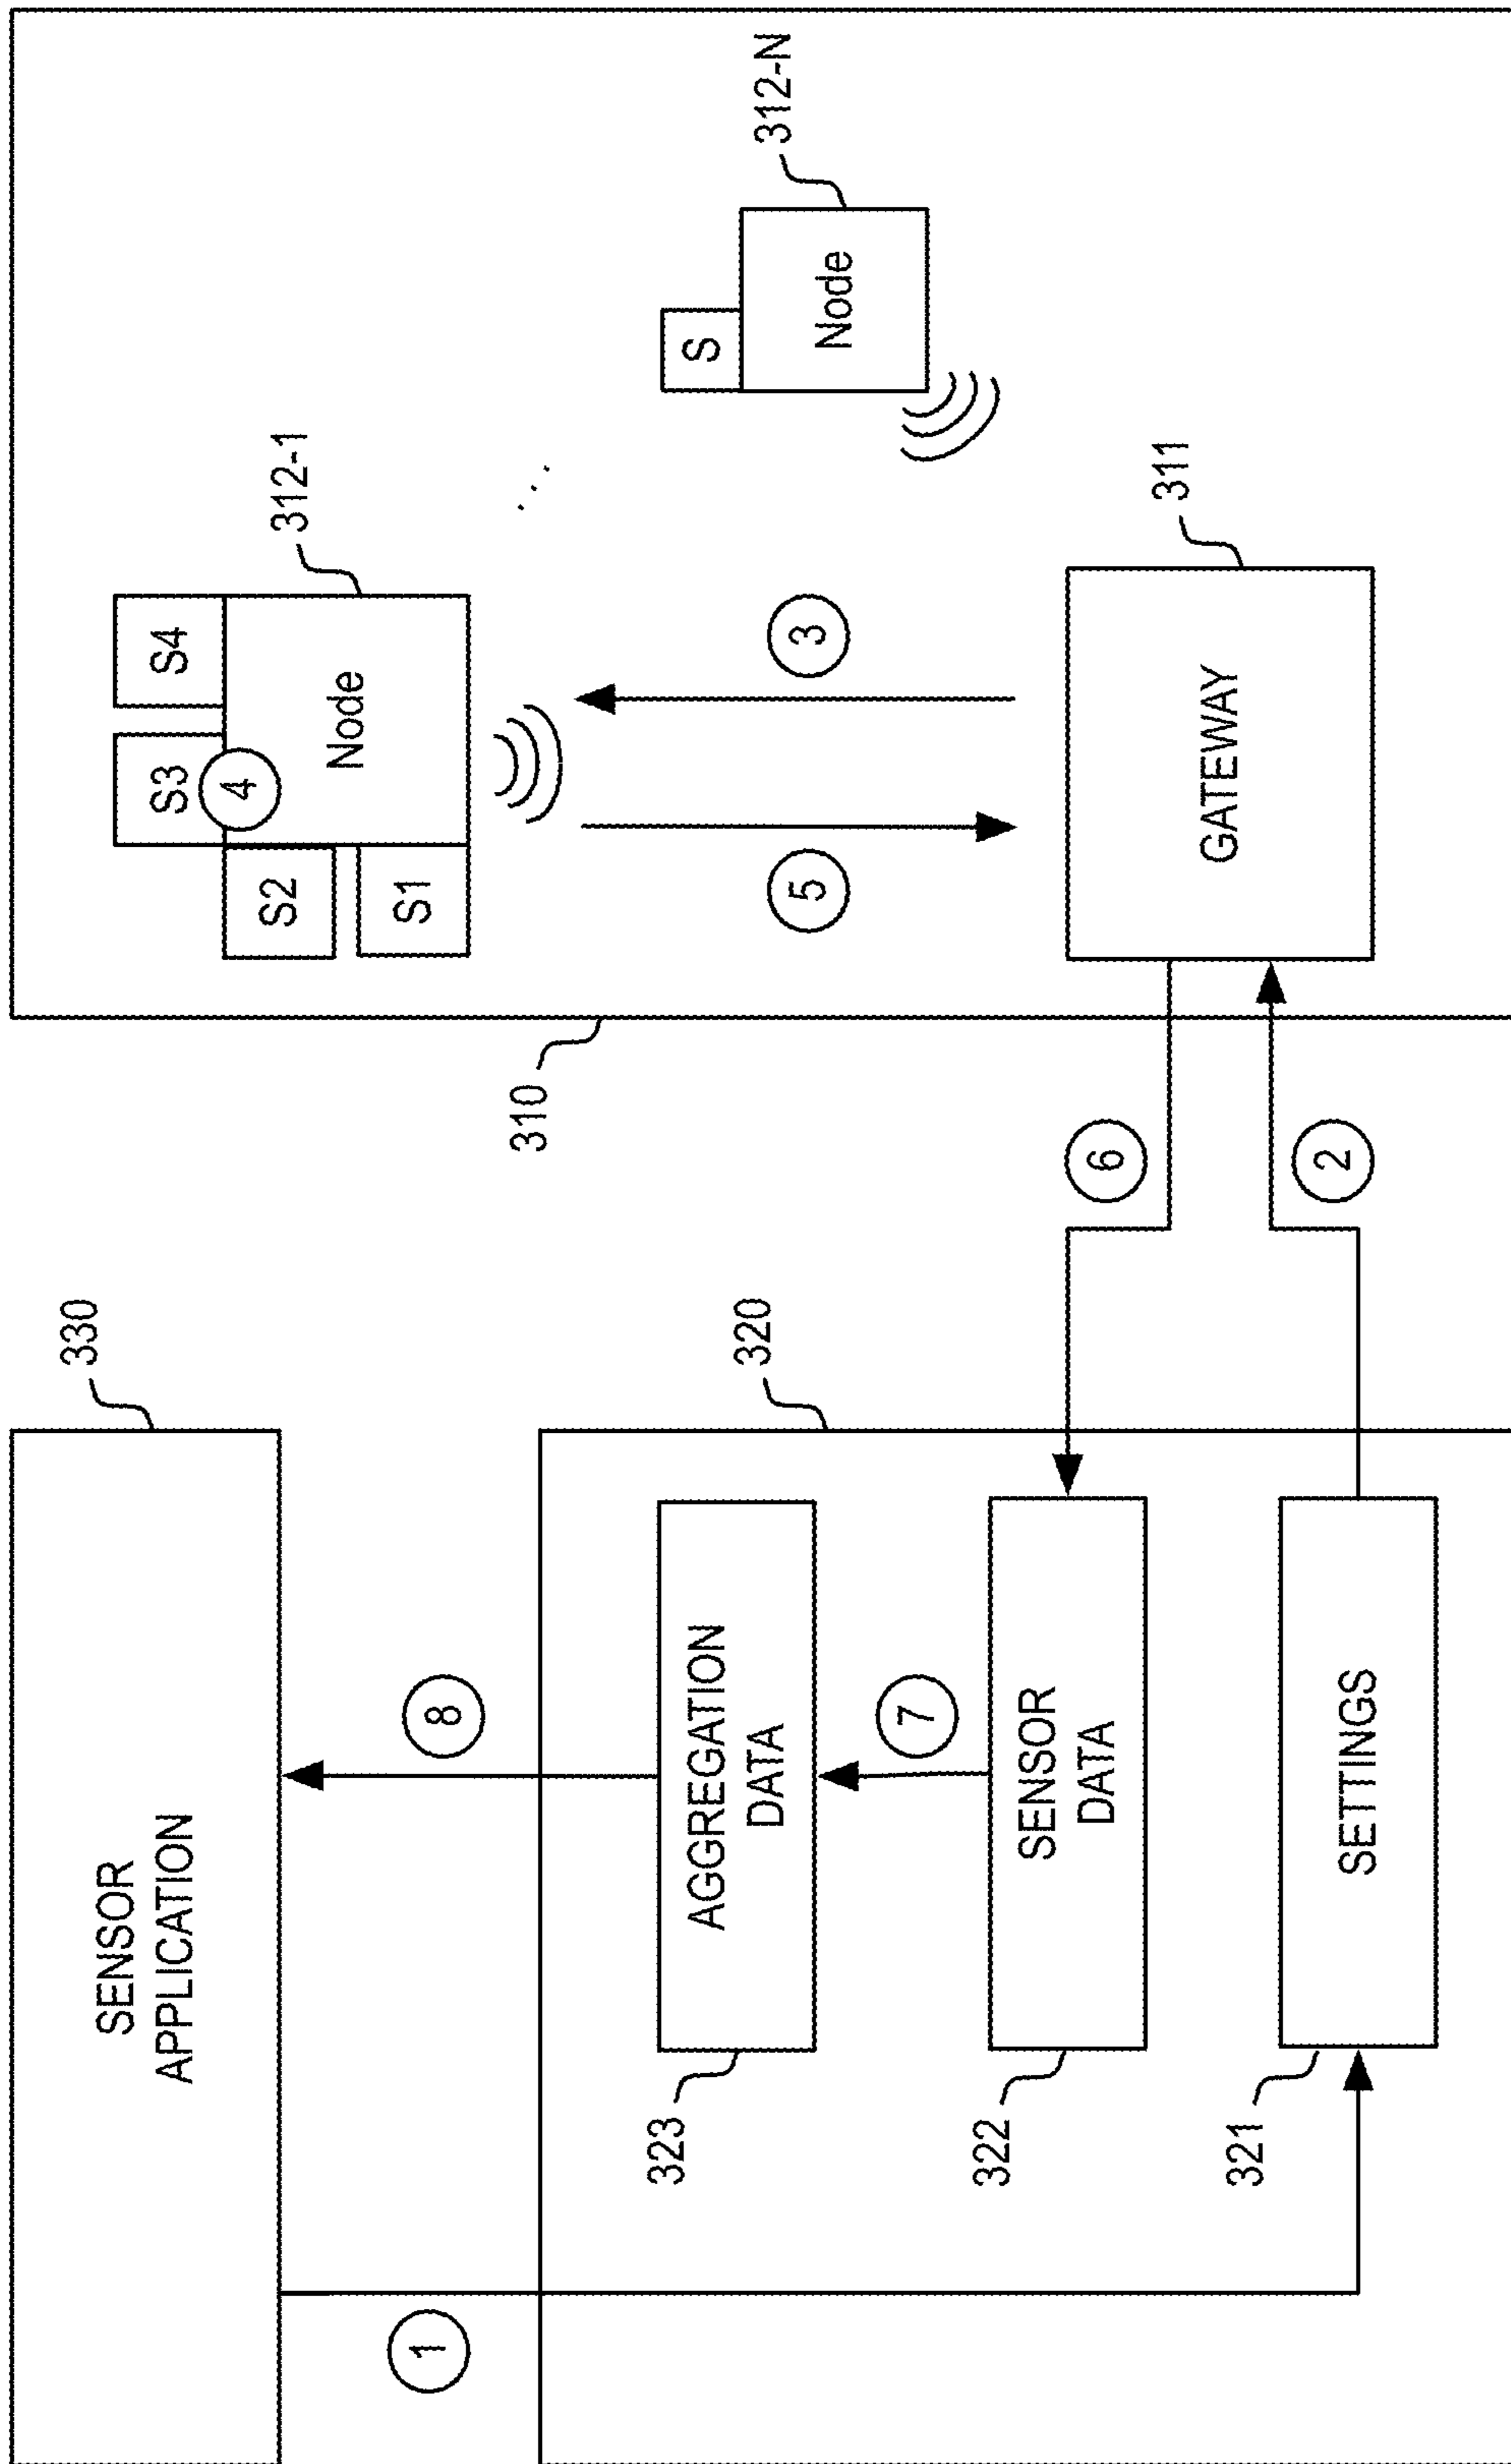 330
SENSOR
APPLICATION
1
8
320
AGGREGATION
DATA
323
7
SENSOR
DATA
322
SETTINGS
321
6
2
310
S3
S4
S2
S1
4
Node
312-1
...
S
Node
312-N
5
3
GATEWAY
311